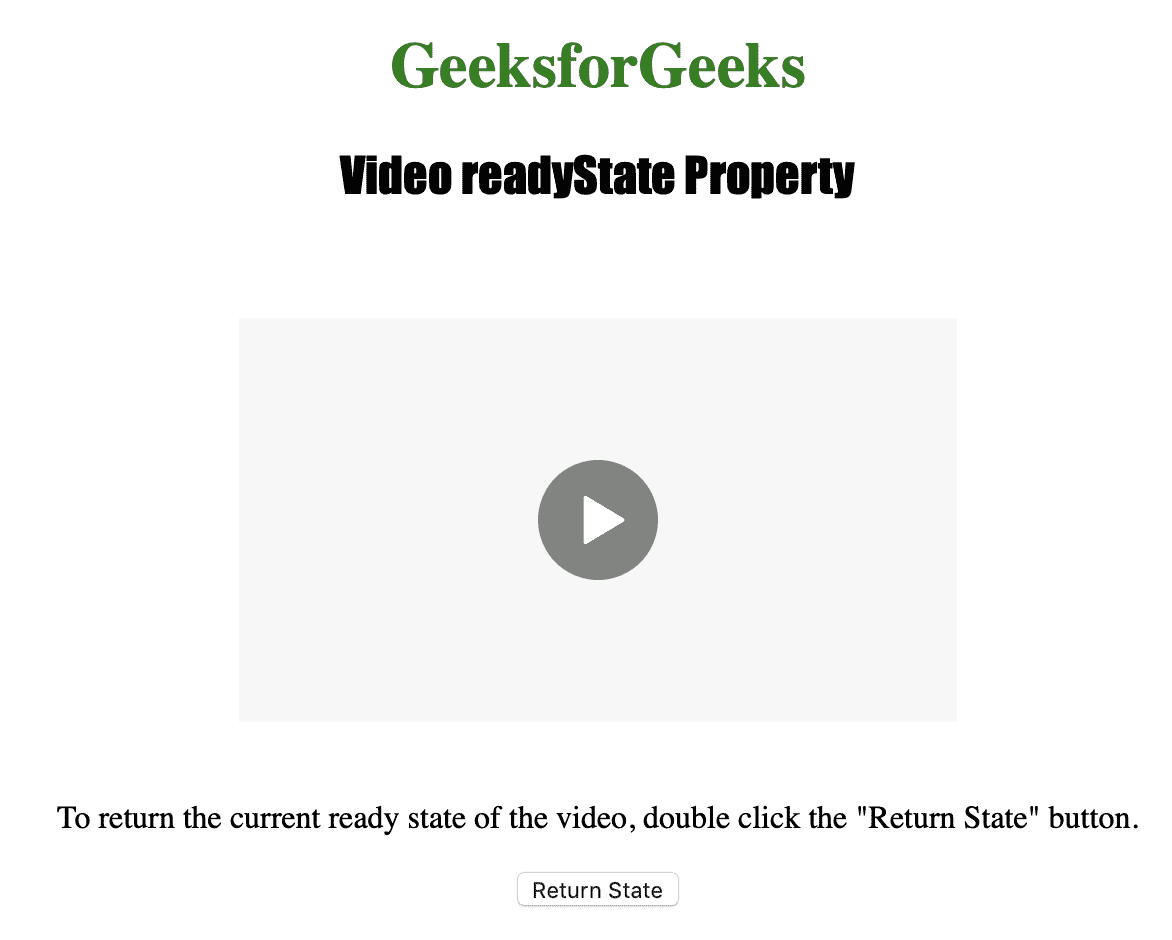 GeeksforGeeks
Video readyState Property
To return the current ready state of the video, double click the "Return State" button.
Return State